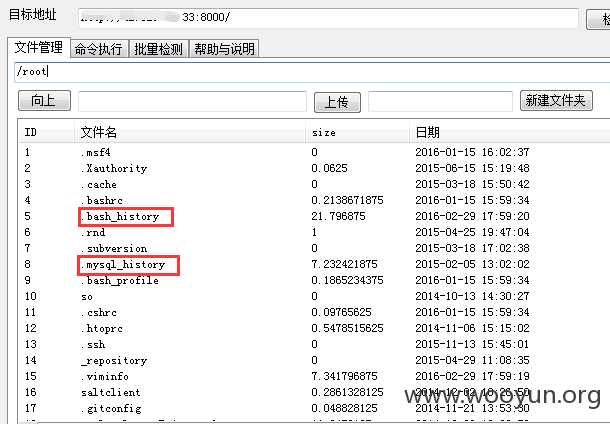 目标地址 33:8000/
文件管理 命令执行 批量检测 帮助与说明
/root
向上 上传 新建文件夹
ID 文件名 size 日期
1 .msf4 0 2016-01-15 16:02:37
2 .Xauthority 0.0625 2015-06-15 15:19:48
3 .cache 0 2015-03-18 15:50:42
4 .bashrc 0.2138671875 2016-01-15 15:59:34
5 .bash_history 21.796875 2016-02-29 17:59:20
6 .rnd 1 2015-04-25 19:47:04
7 .subversion 0 2015-03-18 17:02:38
8 .mysql_history 7.232421875 2015-02-05 13:02:02
9 .bash_profile 0.1865234375 2016-01-15 15:59:34
10 so 0 2014-10-13 14:30:27
11 .cshrc 0.09765625 2016-01-15 15:59:34
12 .htoprc 0.5478515625 2014-11-06 15:15:02
13 .ssh 0 2015-11-13 15:45:01
14 _repository 0 2015-04-29 11:08:35
15 .viminfo 7.341796875 2016-02-29 17:59:19
16 saltclient 0.2861328125
17 .gitconfig 0.048828125 2014-11-21 13:53:30
www.wooyun.org